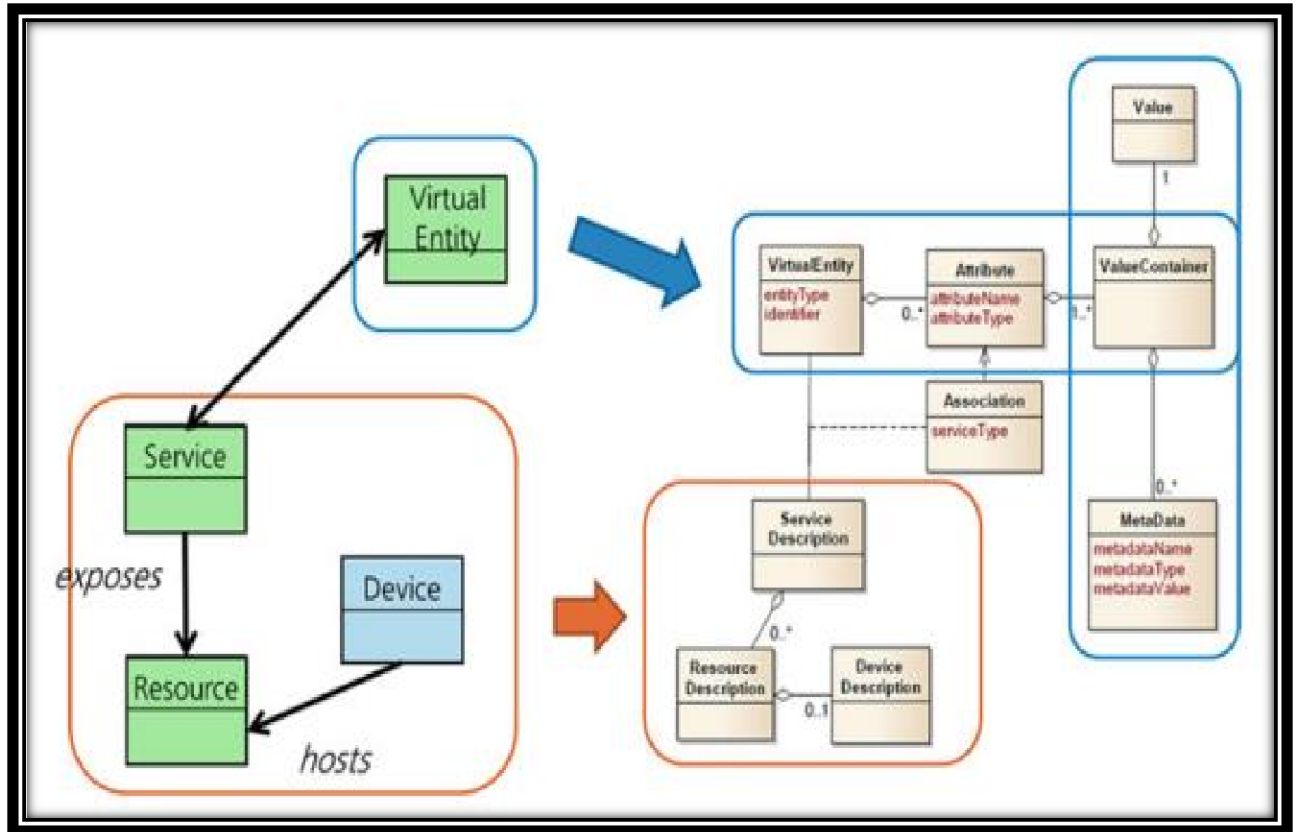 Virtual
Entity
Service
exposes
Device
Resource
hosts
Value
1
VirtualEntity
entityType
identifier
0..*
Attribute
attributeName
attributeType
1..*
ValueContainer
Association
serviceType
0..*
MetaData
metadataName
metadataType
metadataValue
Service
Description
0..*
Resource
Description
0..1
Device
Description